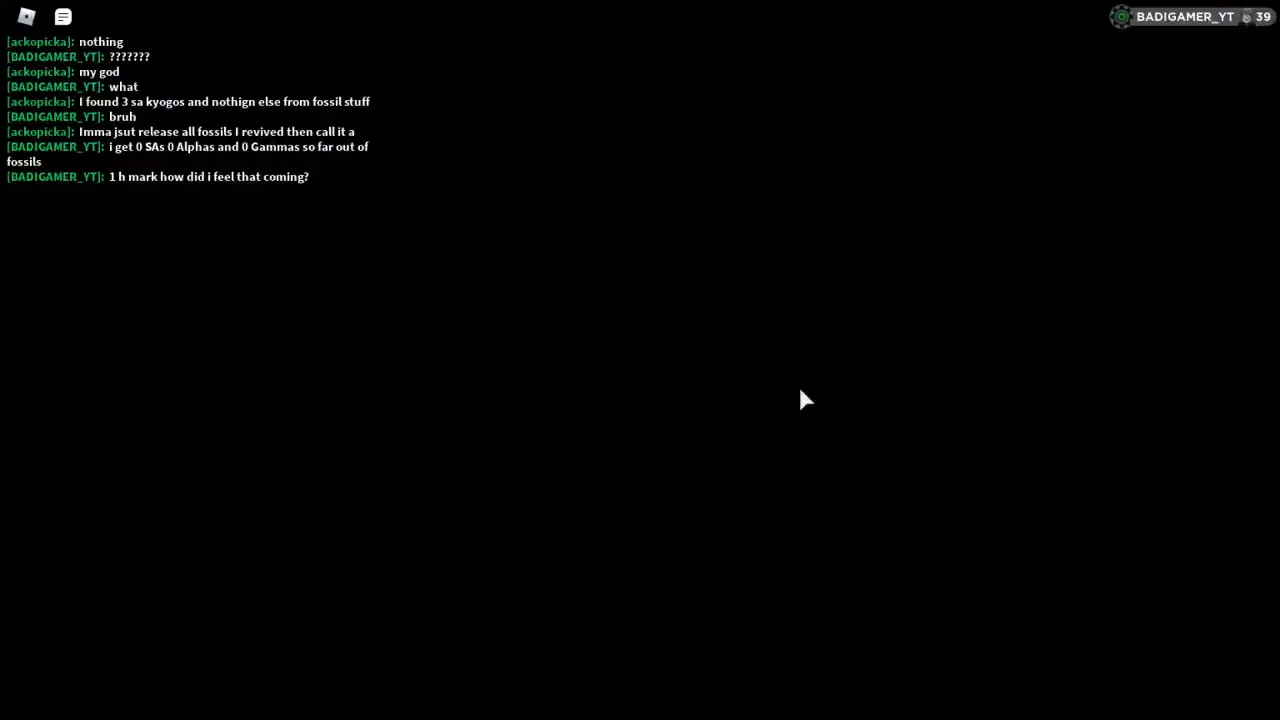 BADIGAMER_YT 39
[ackopicka]: nothing
[BADIGAMER_YT]: ???????
[ackopicka]: my god
[BADIGAMER_YT]: what
[ackopicka]: I found 3 sa kyogos and nothign else from fossil stuff
[BADIGAMER_YT]: bruh
[ackopicka]: Imma jsut release all fossils I revived then call it a
[BADIGAMER_YT]: i get 0 SAs 0 Alphas and 0 Gammas so far out of
fossils
[BADIGAMER_YT]: 1 h mark how did i feel that coming?